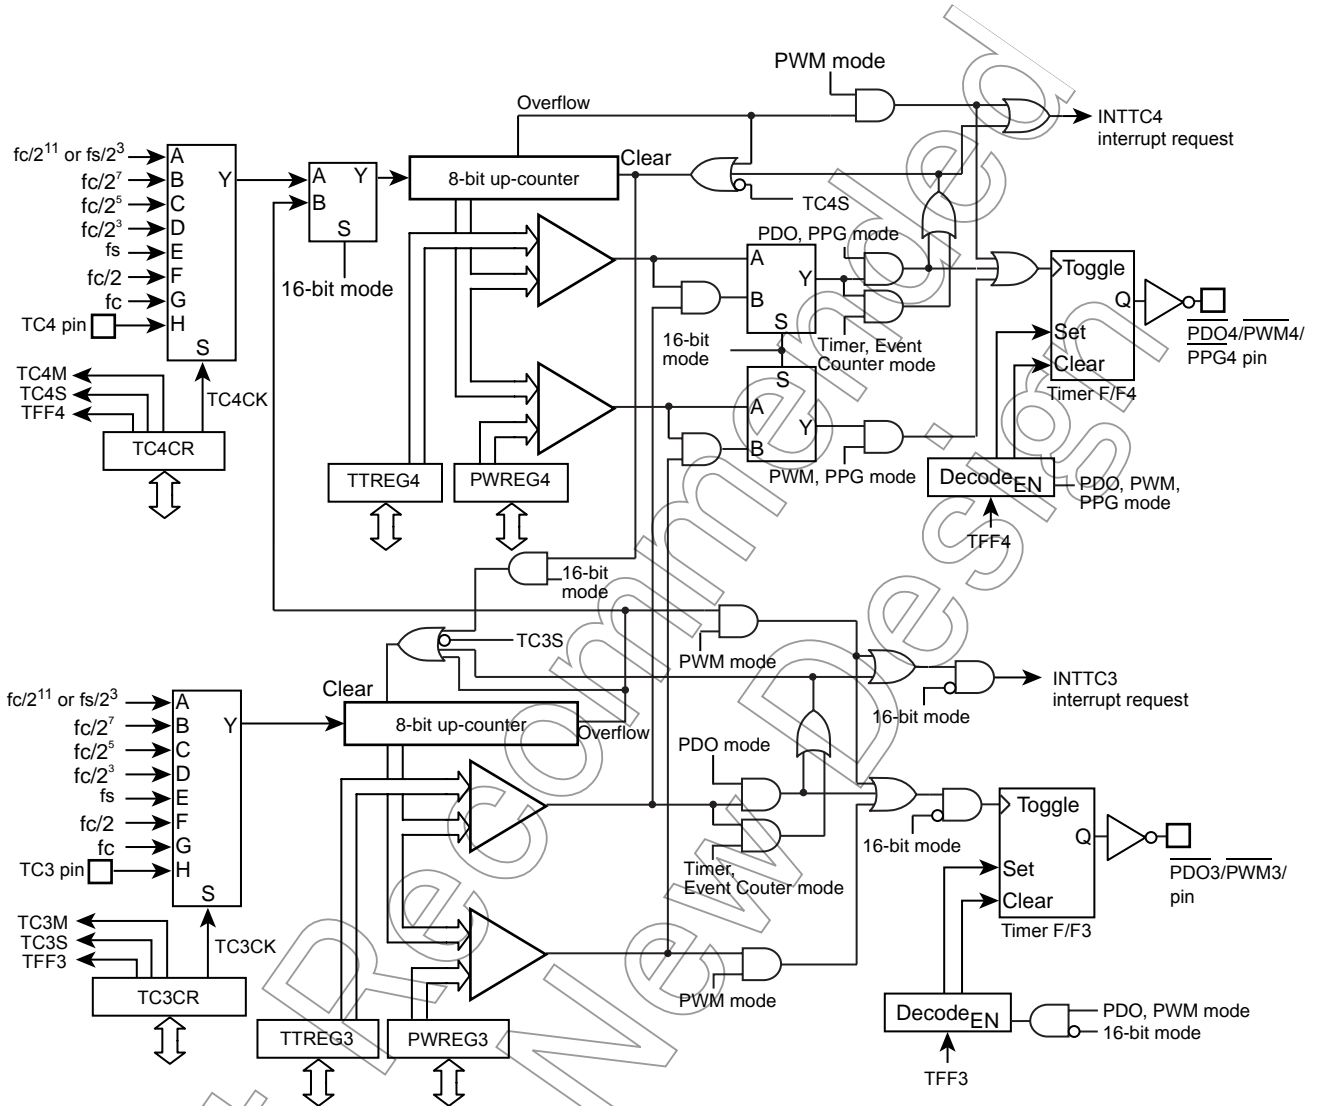 PWM mode
Overflow
INTTC4
interrupt request
fc/2^11 or fs/2^3
fc/2^7
fc/2^5
fc/2^3
fs
fc/2
fc
TC4 pin
A
B
C
D
E
F
G
H
Y
S
A
B
Y
S
16-bit mode
8-bit up-counter
Clear
TC4S
PDO, PPG mode
A
B
Y
S
16-bit
mode
Timer, Event
Counter mode
S
A
B
Y
PWM, PPG mode
Toggle
Q
Set
Clear
Timer F/F4
PDO4/PWM4/
PPG4 pin
TC4M
TC4S
TFF4
TC4CK
TC4CR
TTREG4
PWREG4
Decode EN
PDO, PWM,
PPG mode
TFF4
16-bit
mode
TC3S
PWM mode
INTTC3
interrupt request
16-bit mode
fc/2^11 or fs/2^3
fc/2^7
fc/2^5
fc/2^3
fs
fc/2
fc
TC3 pin
A
B
C
D
E
F
G
H
Y
S
Clear
8-bit up-counter
Overflow
PDO mode
Timer,
Event Couter mode
16-bit mode
Toggle
Q
Set
Clear
Timer F/F3
PDO3/PWM3/
pin
TC3M
TC3S
TFF3
TC3CK
TC3CR
TTREG3
PWREG3
PWM mode
Decode EN
PDO, PWM mode
16-bit mode
TFF3
Recommended
New Design